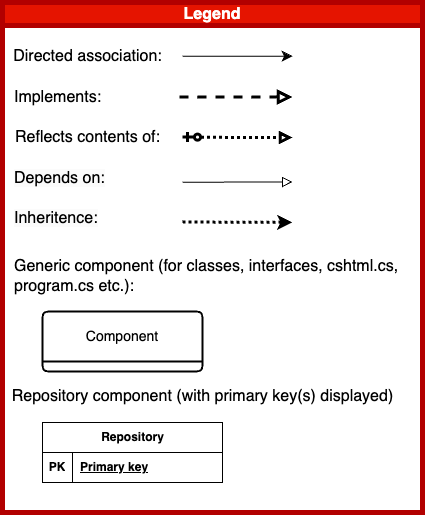 Legend
Directed association:
Implements:
Reflects contents of:
Depends on:
Inheritence:
Generic component (for classes, interfaces, cshtml.cs,
program.cs etc.):
Component
Repository component (with primary key(s) displayed)
Repository
PK Primary key